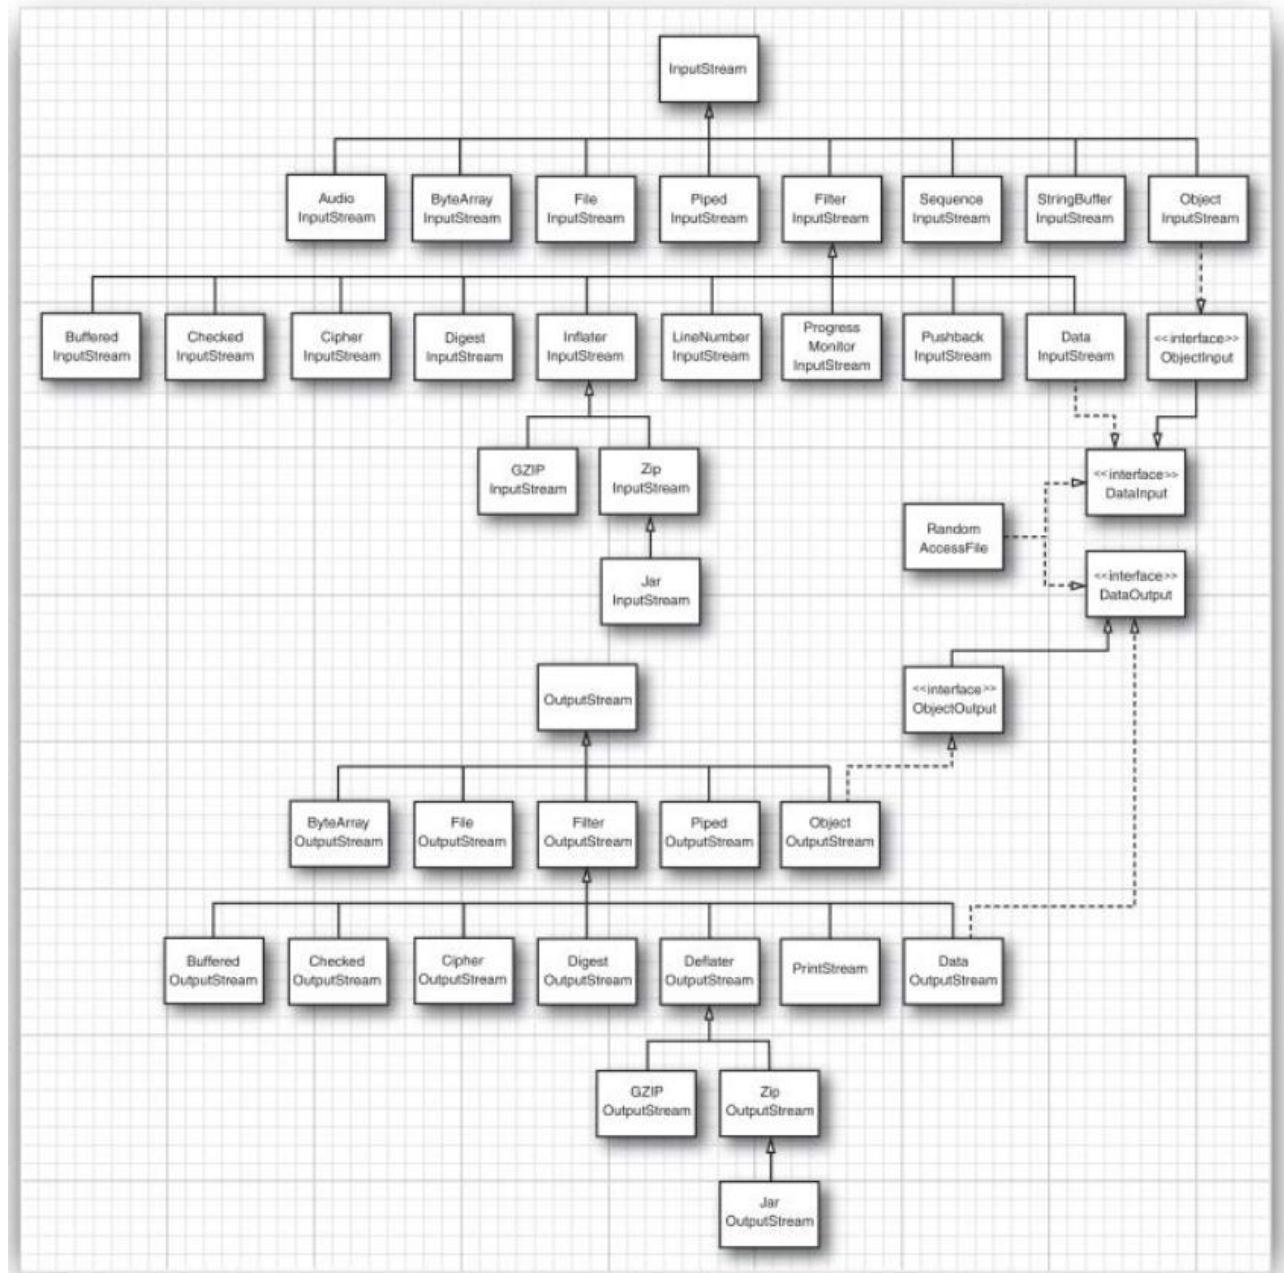 InputStream
Audio
InputStream
ByteArray
InputStream
File
InputStream
Piped
InputStream
Filter
InputStream
Sequence
InputStream
StringBuffer
InputStream
Object
InputStream
Buffered
InputStream
Checked
InputStream
Cipher
InputStream
Digest
InputStream
Inflater
InputStream
LineNumber
InputStream
Progress
Monitor
InputStream
Pushback
InputStream
Data
InputStream
<<interface>>
ObjectInput
GZIP
InputStream
Zip
InputStream
<<interface>>
DataInput
Random
AccessFile
Jar
InputStream
<<interface>>
DataOutput
OutputStream
<<interface>>
ObjectOutput
ByteArray
OutputStream
File
OutputStream
Filter
OutputStream
Piped
OutputStream
Object
OutputStream
Buffered
OutputStream
Checked
OutputStream
Cipher
OutputStream
Digest
OutputStream
Deflater
OutputStream
PrintStream
Data
OutputStream
GZIP
OutputStream
Zip
OutputStream
Jar
OutputStream